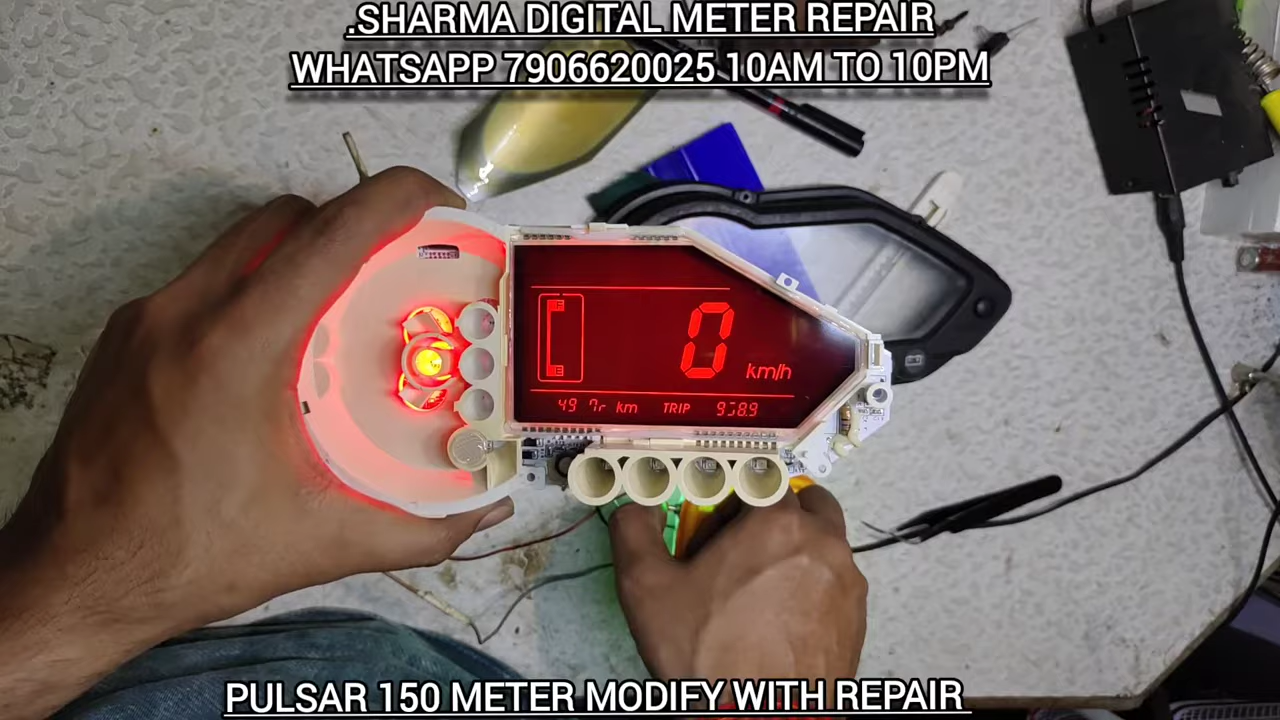 .SHARMA DIGITAL METER REPAIR
WHATSAPP 7906620025 10AM TO 10PM
0
km/h
km TRIP
PULSAR 150 METER MODIFY WITH REPAIR